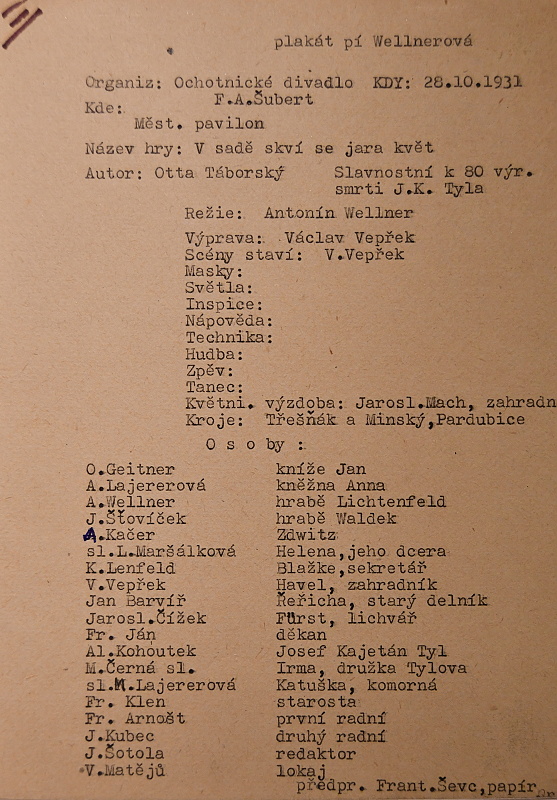 plakát pí Wellnerová
Organiz: Ochotnické divadlo KDY: 28.10.1931
F.A.Šubert
Kde:
Měst. pavilon
Název hry: V sadě skví se jara květ
Autor: Otta Táborský Slavnostní k 80 výr.
smrti J.K. Tyla
Režie: Antonín Wellner
Výprava: Václav Vepřek
Scény staví: V.Vepřek
Masky:
Světla:
Inspice:
Nápověda:
Technika:
Hudba:
Zpěv:
Tanec:
Květni. výzdoba: Jarosl.Mach, zahradn
Kroje: Třešňák a Minský,Pardubice
O s o b y :
O.Geitner kníže Jan
A.Lajererová kněžna Anna
A.Wellner hrabě Lichtenfeld
J.Šťovíček hrabě Waldek
A.Kačer Zdwitz
sl.L.Maršálková Helena,jeho dcera
K.Lenfeld Blažke,sekretář
V.Vepřek Havel, zahradník
Jan Barvíř Řeřicha, starý delník
Jarosl.Čížek Fürst, lichvář
Fr. Ján děkan
Al.Kohoutek Josef Kajetán Tyl
M.Černá sl. Irma, družka Tylova
sl.M.Lajererová Katuška, komorná
Fr. Klen starosta
Fr. Arnošt první radní
J.Kubec druhý radní
J.Šotola redaktor
V.Matějů lokaj
předpr. Frant.Ševc,papír